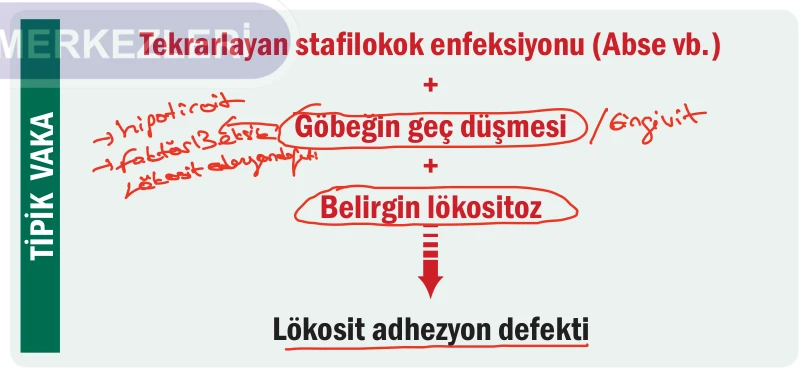 MERKEZLERİ
Tekrarlayan stafilokok enfeksiyonu (Abse vb.)
+
→ hipotiroit
Göbeğin geç düşmesi / Gingivit
→ faktör 13 eksik
Lökosit adezyon defekti
+
Belirgin lökositoz
Lökosit adhezyon defekti
TİPİK VAKA